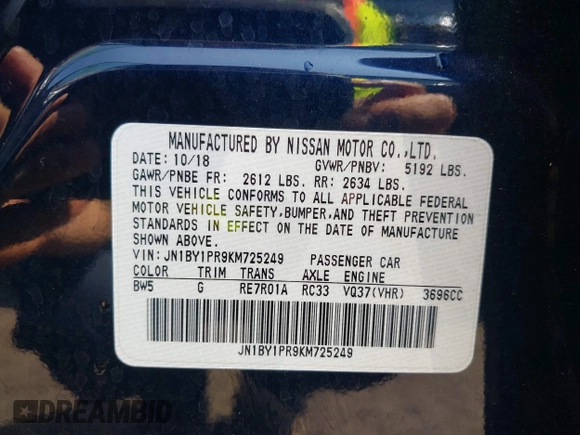 MANUFACTURED BY NISSAN MOTOR CO.,LTD.
DATE: 10/18 GVWR/PNBV: 5192 LBS.
GAWR/PNBE FR: 2612 LBS. RR: 2634 LBS.
THIS VEHICLE CONFORMS TO ALL APPLICABLE FEDERAL
MOTOR VEHICLE SAFETY,BUMPER,AND THEFT PREVENTION
STANDARDS IN EFFECT ON THE DATE OF MANUFACTURE
SHOWN ABOVE.
VIN: JN1BY1PR9KM725249 PASSENGER CAR
COLOR TRIM TRANS AXLE ENGINE
BW5 G RE7R01A RC33 VQ37(VHR) 3696CC
JN1BY1PR9KM725249
DREAMBID